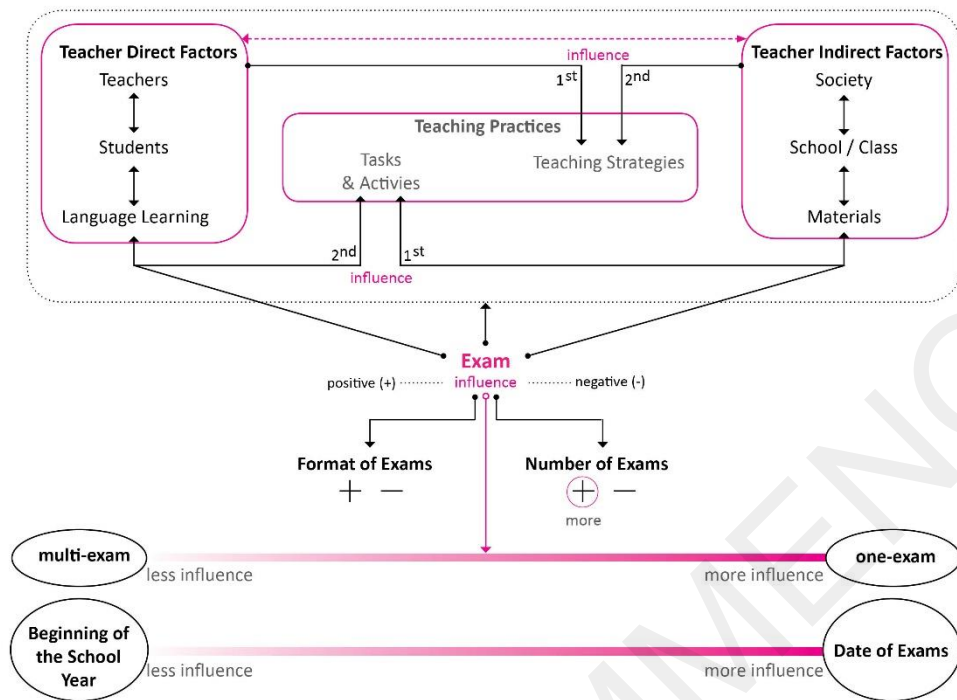 Teacher Direct Factors
Teachers
Students
Language Learning
influence
1st
2nd
Teacher Indirect Factors
Society
School / Class
Materials
Teaching Practices
Tasks
& Activies
Teaching Strategies
2nd
1st
influence
Exam
positive (+)
influence
negative (-)
Format of Exams
+ −
Number of Exams
+ −
more
multi-exam
less influence
more influence
one-exam
Beginning of
the School
Year
less influence
more influence
Date of Exams